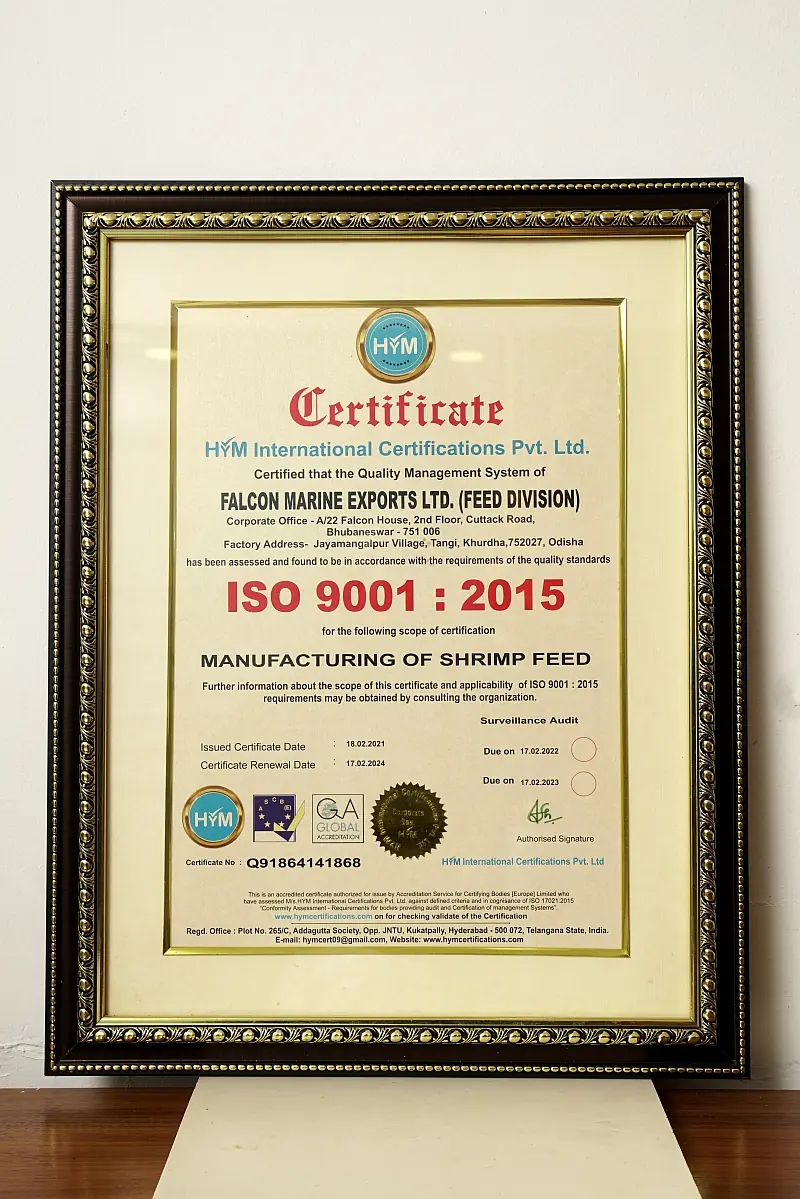 HYM
Certificate
HYM International Certifications Pvt. Ltd.
Certified that the Quality Management System of
FALCON MARINE EXPORTS LTD. (FEED DIVISION)
Corporate Office - A/22 Falcon House, 2nd Floor, Cuttack Road,
Bhubaneswar - 751 006
Factory Address- Jayamangalpur Village, Tangi, Khurdha,752027, Odisha
has been assessed and found to be in accordance with the requirements of the quality standards
ISO 9001 : 2015
for the following scope of certification
MANUFACTURING OF SHRIMP FEED
Further information about the scope of this certificate and applicability of ISO 9001 : 2015
requirements may be obtained by consulting the organization.
Surveillance Audit
Issued Certificate Date : 18.02.2021
Due on 17.02.2022
Certificate Renewal Date : 17.02.2024
Due on 17.02.2023
HYM
ASCB(E)
GA
GLOBAL
ACCREDITATION
Authorised Signature
Certificate No : Q91864141868
HYM International Certifications Pvt. Ltd
This is an accredited certificate authorized for issue by Accreditation Service for Certifying Bodies [Europe] Limited who
have assessed M/s.HYM International Certifications Pvt. Ltd. against defined criteria and in cognisance of ISO 17021:2015
"Conformity Assessment - Requirements for bodies providing audit and Certification of management Systems".
www.hymcertifications.com on for checking validate of the Certification
Regd. Office : Plot No. 265/C, Addagutta Society, Opp. JNTU, Kukatpally, Hyderabad - 500 072, Telangana State, India.
E-mail: hymcert09@gmail.com, Website: www.hymcertifications.com